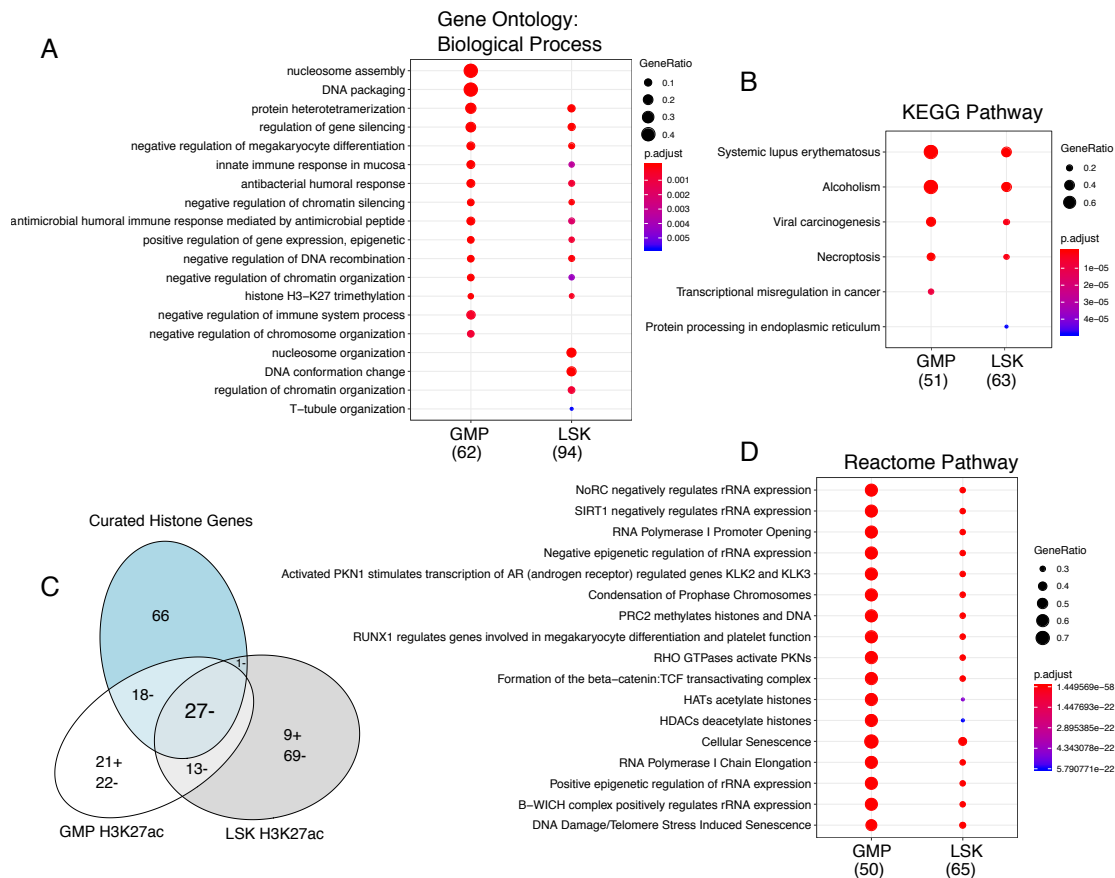 A
Gene Ontology:
Biological Process
nucleosome assembly
DNA packaging
protein heterotetramerization
regulation of gene silencing
negative regulation of megakaryocyte differentiation
innate immune response in mucosa
antibacterial humoral response
negative regulation of chromatin silencing
antimicrobial humoral immune response mediated by antimicrobial peptide
positive regulation of gene expression, epigenetic
negative regulation of DNA recombination
negative regulation of chromatin organization
histone H3−K27 trimethylation
negative regulation of immune system process
negative regulation of chromosome organization
nucleosome organization
DNA conformation change
regulation of chromatin organization
T−tubule organization
GMP
(62)
LSK
(94)
GeneRatio
0.1
0.2
0.3
0.4
p.adjust
0.001
0.002
0.003
0.004
0.005
B
KEGG Pathway
Systemic lupus erythematosus
Alcoholism
Viral carcinogenesis
Necroptosis
Transcriptional misregulation in cancer
Protein processing in endoplasmic reticulum
GMP
(51)
LSK
(63)
GeneRatio
0.2
0.4
0.6
p.adjust
1e−05
2e−05
3e−05
4e−05
C
Curated Histone Genes
66
1-
18-
27-
9+
69-
21+
22-
13-
GMP H3K27ac
LSK H3K27ac
D
Reactome Pathway
NoRC negatively regulates rRNA expression
SIRT1 negatively regulates rRNA expression
RNA Polymerase I Promoter Opening
Negative epigenetic regulation of rRNA expression
Activated PKN1 stimulates transcription of AR (androgen receptor) regulated genes KLK2 and KLK3
Condensation of Prophase Chromosomes
PRC2 methylates histones and DNA
RUNX1 regulates genes involved in megakaryocyte differentiation and platelet function
RHO GTPases activate PKNs
Formation of the beta−catenin:TCF transactivating complex
HATs acetylate histones
HDACs deacetylate histones
Cellular Senescence
RNA Polymerase I Chain Elongation
Positive epigenetic regulation of rRNA expression
B−WICH complex positively regulates rRNA expression
DNA Damage/Telomere Stress Induced Senescence
GMP
(50)
LSK
(65)
GeneRatio
0.3
0.4
0.5
0.6
0.7
p.adjust
1.449569e−58
1.447693e−22
2.895385e−22
4.343078e−22
5.790771e−22